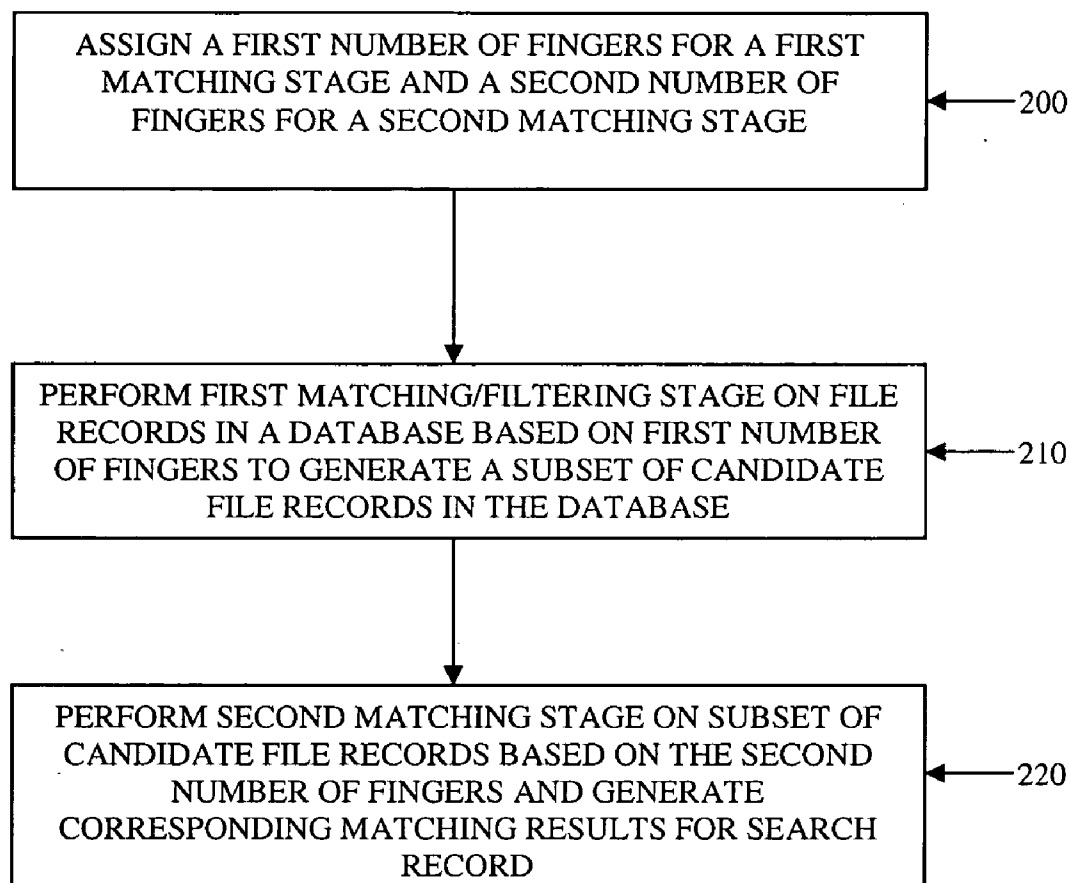 ASSIGN A FIRST NUMBER OF FINGERS FOR A FIRST
MATCHING STAGE AND A SECOND NUMBER OF
FINGERS FOR A SECOND MATCHING STAGE
200
PERFORM FIRST MATCHING/FILTERING STAGE ON FILE
RECORDS IN A DATABASE BASED ON FIRST NUMBER
OF FINGERS TO GENERATE A SUBSET OF CANDIDATE
FILE RECORDS IN THE DATABASE
210
PERFORM SECOND MATCHING STAGE ON SUBSET OF
CANDIDATE FILE RECORDS BASED ON THE SECOND
NUMBER OF FINGERS AND GENERATE
CORRESPONDING MATCHING RESULTS FOR SEARCH
RECORD
220